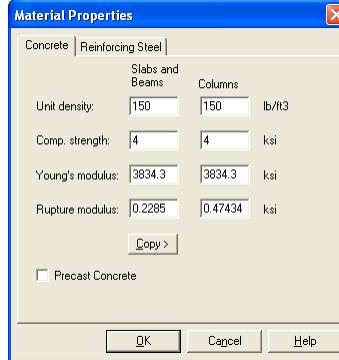 Material Properties
Concrete Reinforcing Steel
Slabs and
Beams Columns
Unit density: 150 150 lb/ft3
Comp. strength: 4 4 ksi
Young's modulus: 3834.3 3834.3 ksi
Rupture modulus: 0.2285 0.47434 ksi
Copy >
Precast Concrete
OK Cancel Help